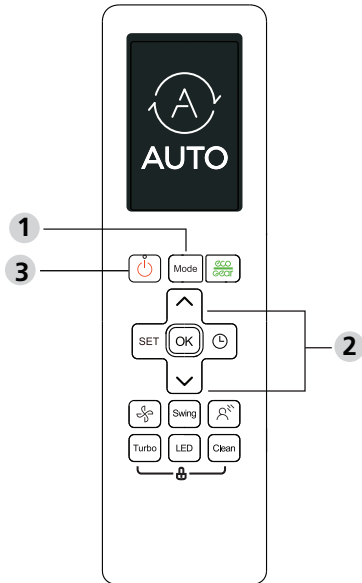 A
AUTO
1
3
Mode
eco
Gear
SET
OK
2
Swing
Turbo
LED
Clean